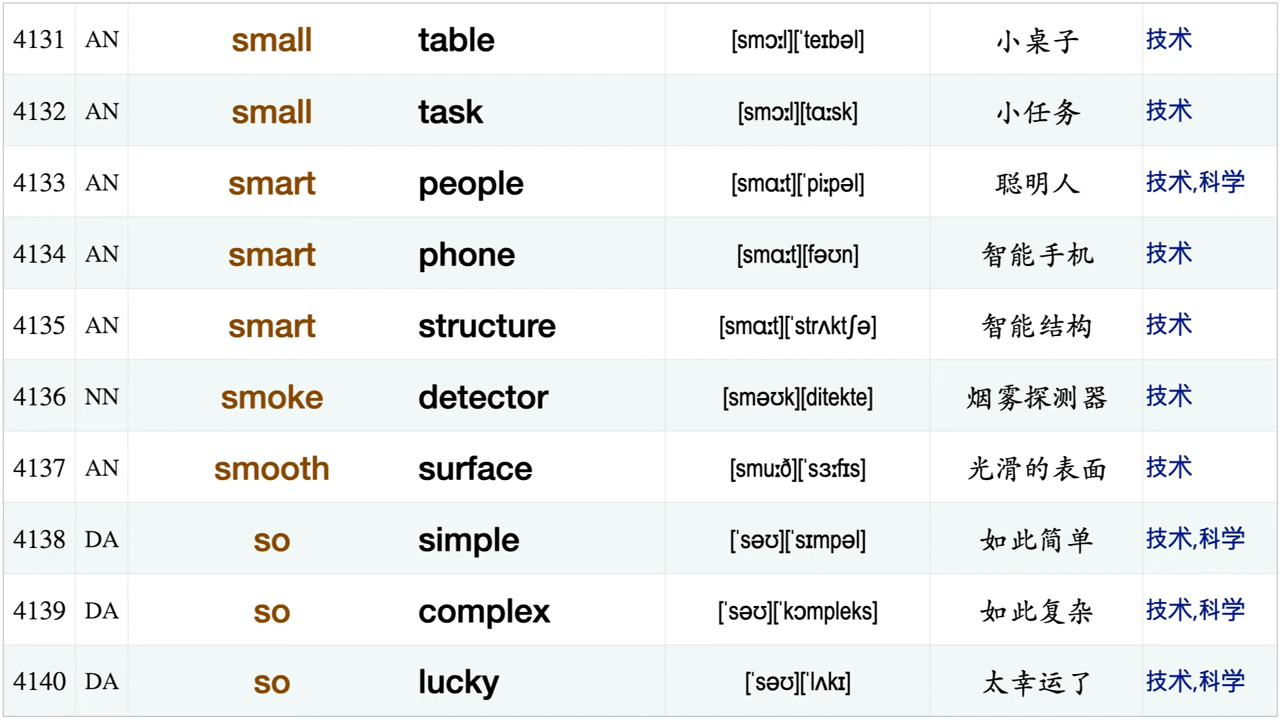 4131 AN small table [smɔːl][ˈteɪbəl] 小桌子 技术
4132 AN small task [smɔːl][tɑːsk] 小任务 技术
4133 AN smart people [smɑːt][ˈpiːpəl] 聪明人 技术,科学
4134 AN smart phone [smɑːt][fəʊn] 智能手机 技术
4135 AN smart structure [smɑːt][ˈstrʌktʃə] 智能结构 技术
4136 NN smoke detector [sməʊk][ditekte] 烟雾探测器 技术
4137 AN smooth surface [smuːð][ˈsɜːfɪs] 光滑的表面 技术
4138 DA so simple [ˈsəʊ][ˈsɪmpəl] 如此简单 技术,科学
4139 DA so complex [ˈsəʊ][ˈkɔmpleks] 如此复杂 技术,科学
4140 DA so lucky [ˈsəʊ][ˈlʌkɪ] 太幸运了 技术,科学